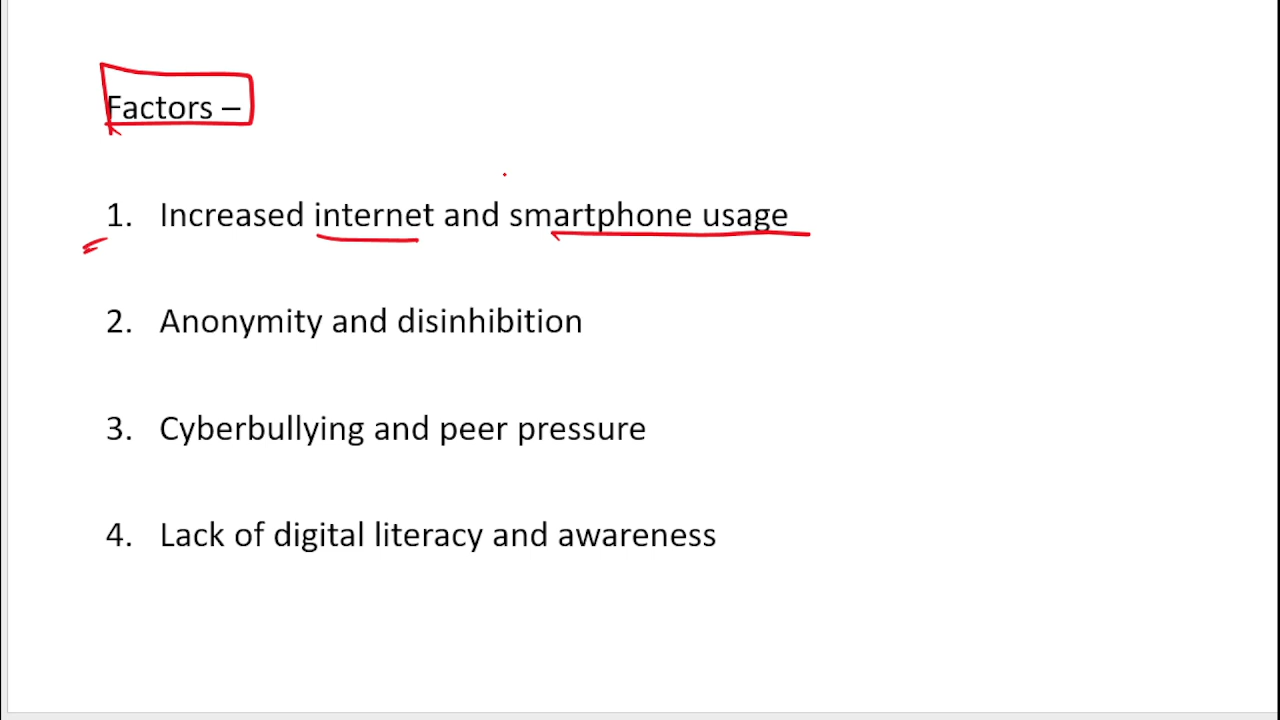 Factors –
1. Increased internet and smartphone usage
2. Anonymity and disinhibition
3. Cyberbullying and peer pressure
4. Lack of digital literacy and awareness